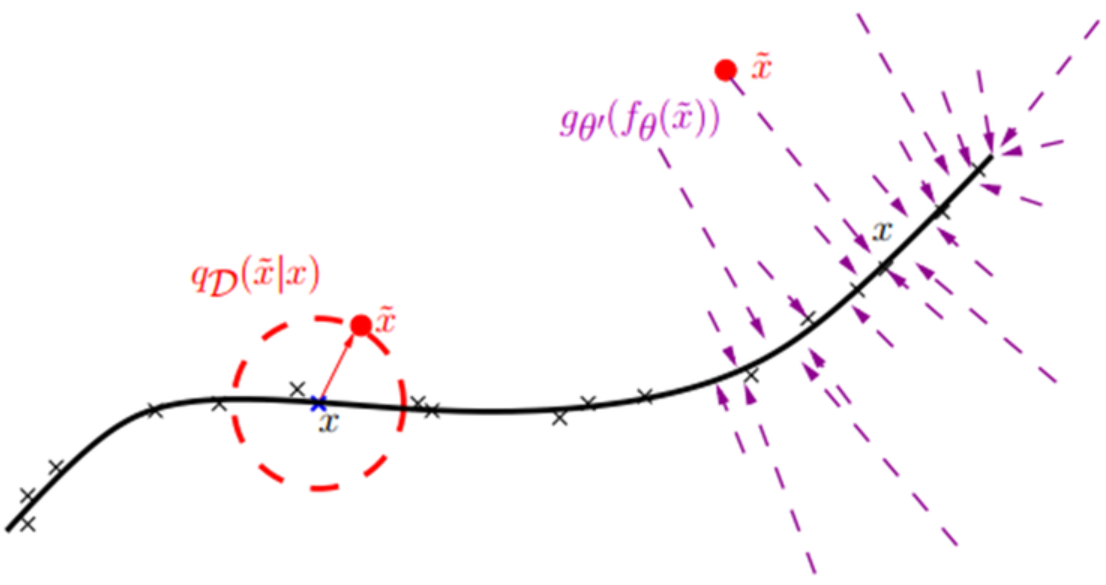 x̃
g_θ′(f_θ(x̃))
x
q_𝒟(x̃|x)
x̃
x